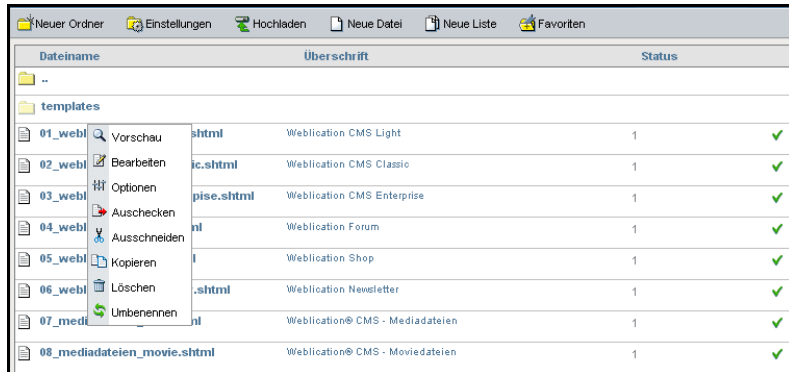 Neuer Ordner Einstellungen Hochladen Neue Datei Neue Liste Favoriten
Dateiname Überschrift Status
..
templates
01_webl shtml Weblication CMS Light 1
Vorschau
02_webl ic.shtml Weblication CMS Classic 1
Bearbeiten
Optionen
03_webl pise.shtml Weblication CMS Enterprise 1
Auschecken
04_webl ml Weblication Forum 1
Ausschneiden
05_webl l Weblication Shop 1
Kopieren
06_webl .shtml Weblication Newsletter 1
Löschen
Umbenennen
07_medi ml Weblication® CMS - Mediadateien 1
08_mediadateien_movie.shtml Weblication® CMS - Moviedateien 1